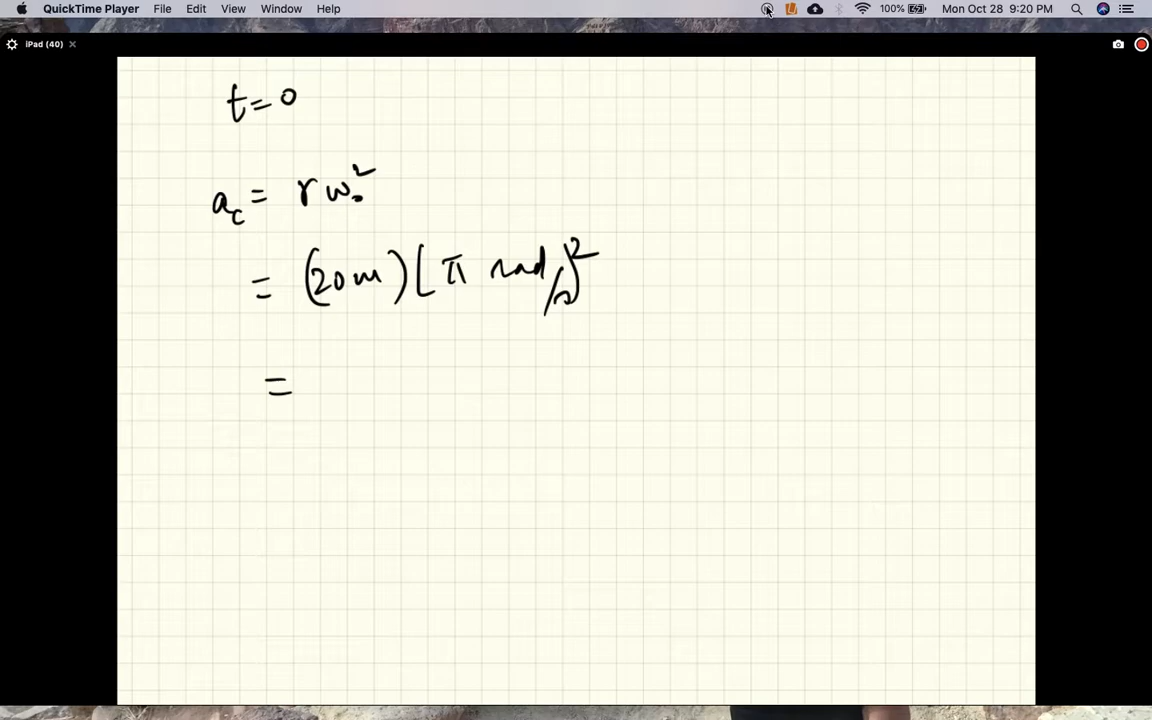 QuickTime Player File Edit View Window Help 100% Mon Oct 28 9:20 PM
iPad (40)
t=0
a_c = rω₀²
= (20m)[π rad/s)²
=